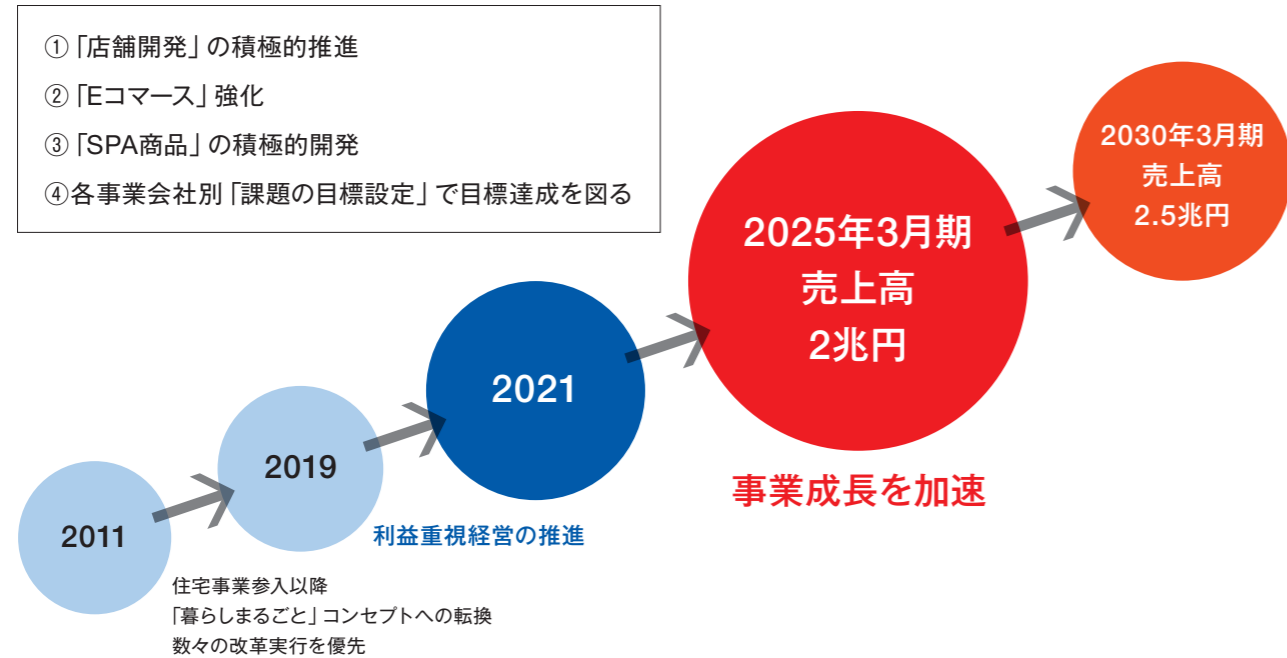 ①「店舗開発」の積極的推進
②「Eコマース」強化
③「SPA商品」の積極的開発
④各事業会社別「課題の目標設定」で目標達成を図る
2011
2019
住宅事業参入以降
「暮らしまるごと」コンセプトへの転換
数々の改革実行を優先
2021
利益重視経営の推進
2025年3月期
売上高
2兆円
事業成長を加速
2030年3月期
売上高
2.5兆円